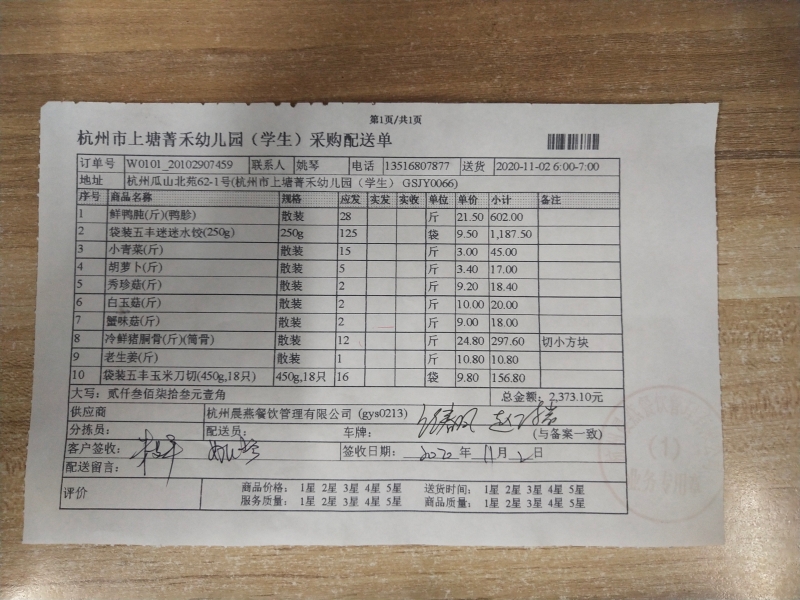 第1页/共1页
杭州市上塘菁禾幼儿园（学生）采购配送单
订单号 W0101_20102907459 联系人 姚琴 电话 13516807877 送货 2020-11-02 6:00-7:00
地址 杭州瓜山北苑62-1号(杭州市上塘菁禾幼儿园（学生） GSJY0066)
序号 商品名称 规格 应发 实发 实收 单位 单价 小计 备注
1 鲜鸭肫(斤)(鸭胗) 散装 28 斤 21.50 602.00
2 袋装五丰迷迷水饺(250g) 250g 125 袋 9.50 1,187.50
3 小青菜(斤) 散装 15 斤 3.00 45.00
4 胡萝卜(斤) 散装 5 斤 3.40 17.00
5 秀珍菇(斤) 散装 2 斤 9.20 18.40
6 白玉菇(斤) 散装 2 斤 10.00 20.00
7 蟹味菇(斤) 散装 2 斤 9.00 18.00
8 冷鲜猪胴骨(斤)(筒骨) 散装 12 斤 24.80 297.60 切小方块
9 老生姜(斤) 散装 1 斤 10.80 10.80
10 袋装五丰玉米刀切(450g,18只) 450g,18只 16 袋 9.80 156.80
大写: 贰仟叁佰柒拾叁元壹角 总金额: 2,373.10元
供应商 杭州晨燕餐饮管理有限公司 (gys0213)
分拣员: 配送员: 车牌: (与备案一致)
客户签收: 签收日期: 2020 年 11月 2日
配送留言:
评价 商品价格: 1星 2星 3星 4星 5星 送货时间: 1星 2星 3星 4星 5星
服务质量: 1星 2星 3星 4星 5星 商品质量: 1星 2星 3星 4星 5星
(1)